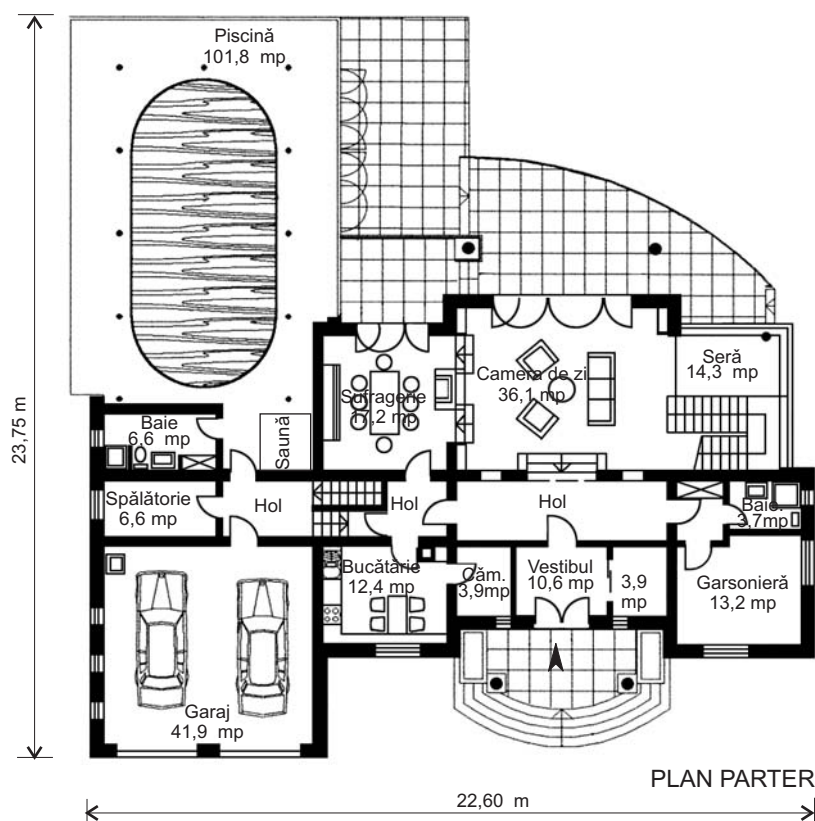 Piscină
101,8 mp
23,75 m
Camera de zi
36,1 mp
Seră
14,3 mp
Sufragerie
17,2 mp
Baie
6,6 mp
Saună
Spălătorie
6,6 mp
Hol
Hol
Hol
Baie.
3,7mp
Bucătărie
12,4 mp
Căm.
3,9mp
Vestibul
10,6 mp
3,9
mp
Garsonieră
13,2 mp
Garaj
41,9 mp
PLAN PARTER
22,60 m